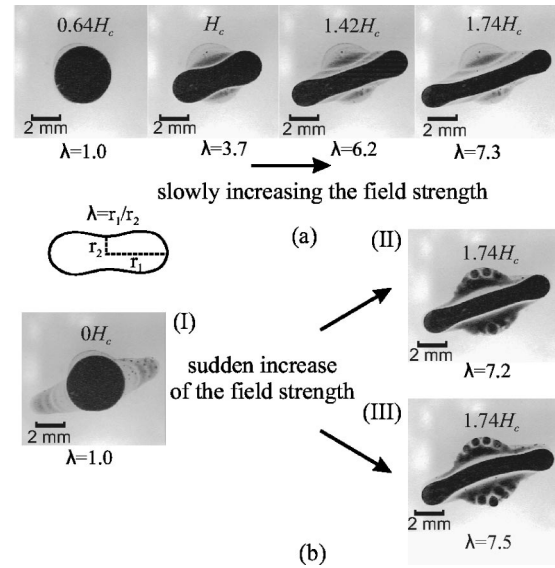 0.64H_c
H_c
1.42H_c
1.74H_c
2 mm
2 mm
2 mm
2 mm
λ=1.0
λ=3.7
λ=6.2
λ=7.3
slowly increasing the field strength
λ=r₁/r₂
r₂
r₁
(a)
(I)
0H_c
2 mm
λ=1.0
sudden increase
of the field strength
(II)
1.74H_c
2 mm
λ=7.2
(III)
1.74H_c
2 mm
λ=7.5
(b)